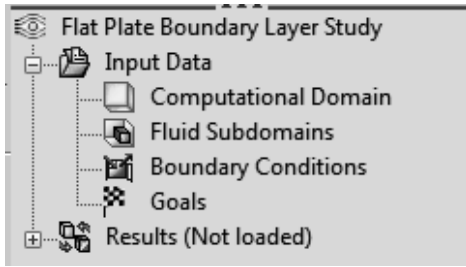 Flat Plate Boundary Layer Study
Input Data
Computational Domain
Fluid Subdomains
Boundary Conditions
Goals
Results (Not loaded)